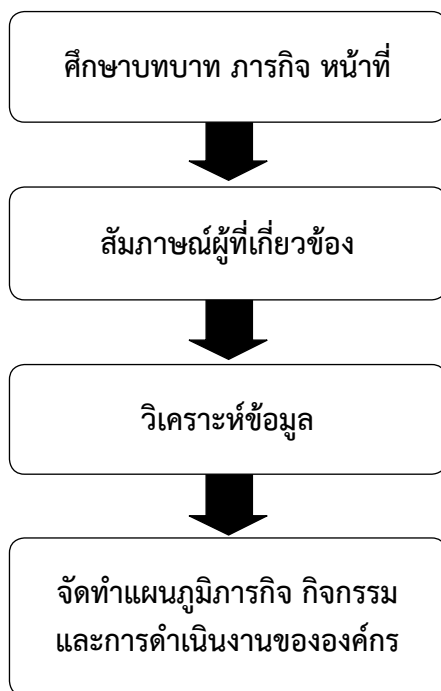 ศึกษาบทบาท ภารกิจ หน้าที่
สัมภาษณ์ผู้ที่เกี่ยวข้อง
วิเคราะห์ข้อมูล
จัดทำแผนภูมิภารกิจ กิจกรรม
และการดำเนินงานขององค์กร